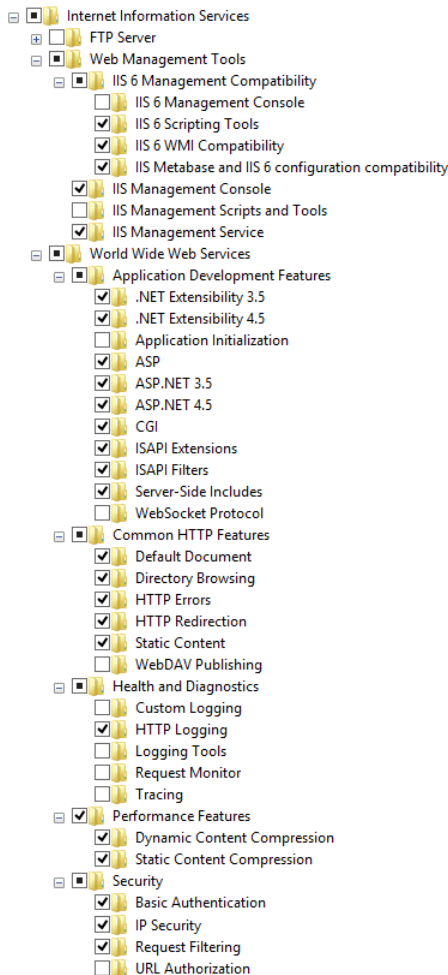 Internet Information Services
FTP Server
Web Management Tools
IIS 6 Management Compatibility
IIS 6 Management Console
IIS 6 Scripting Tools
IIS 6 WMI Compatibility
IIS Metabase and IIS 6 configuration compatibility
IIS Management Console
IIS Management Scripts and Tools
IIS Management Service
World Wide Web Services
Application Development Features
.NET Extensibility 3.5
.NET Extensibility 4.5
Application Initialization
ASP
ASP.NET 3.5
ASP.NET 4.5
CGI
ISAPI Extensions
ISAPI Filters
Server-Side Includes
WebSocket Protocol
Common HTTP Features
Default Document
Directory Browsing
HTTP Errors
HTTP Redirection
Static Content
WebDAV Publishing
Health and Diagnostics
Custom Logging
HTTP Logging
Logging Tools
Request Monitor
Tracing
Performance Features
Dynamic Content Compression
Static Content Compression
Security
Basic Authentication
IP Security
Request Filtering
URL Authorization